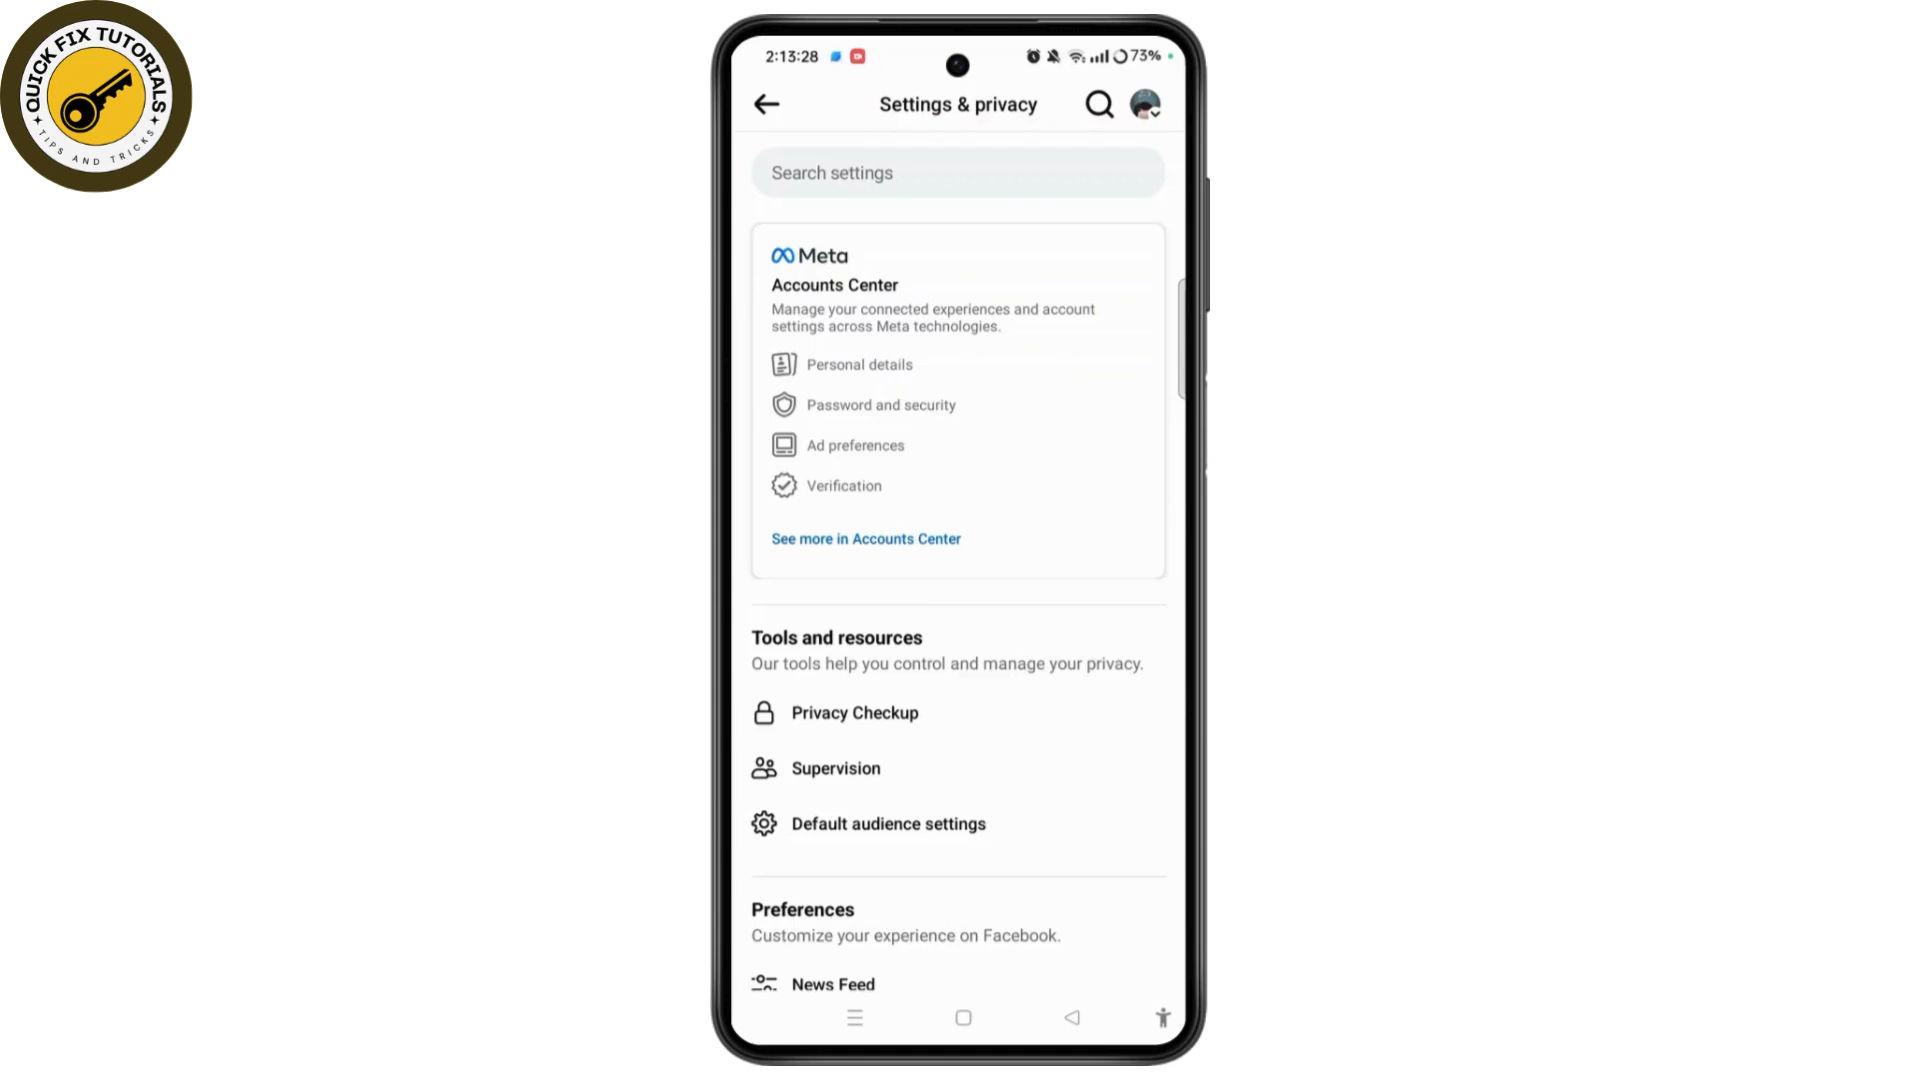 QUICK FIX TUTORIALS
TIPS AND TRICKS
2:13:28
73%
Settings & privacy
Search settings
Meta
Accounts Center
Manage your connected experiences and account
settings across Meta technologies.
Personal details
Password and security
Ad preferences
Verification
See more in Accounts Center
Tools and resources
Our tools help you control and manage your privacy.
Privacy Checkup
Supervision
Default audience settings
Preferences
Customize your experience on Facebook.
News Feed